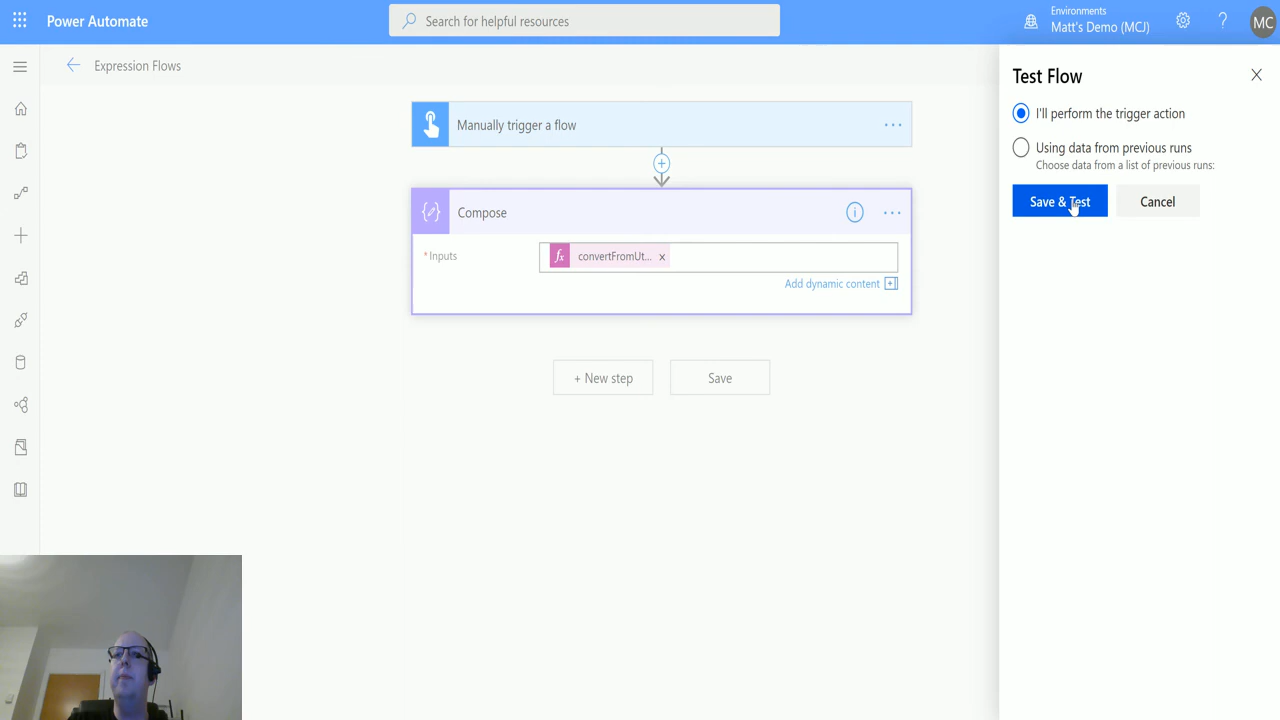 Power Automate
Search for helpful resources
Environments
Matt's Demo (MCJ)
?
MC
Expression Flows
Manually trigger a flow
Compose
* Inputs
fx convertFromUt... x
Add dynamic content
+ New step
Save
Test Flow
I'll perform the trigger action
Using data from previous runs
Choose data from a list of previous runs:
Save & Test
Cancel